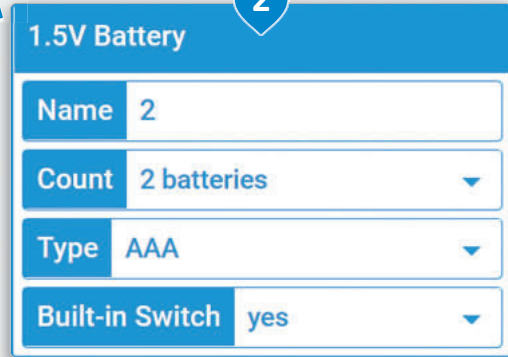 2
1.5V Battery
Name 2
Count 2 batteries
Type AAA
Built-in Switch yes